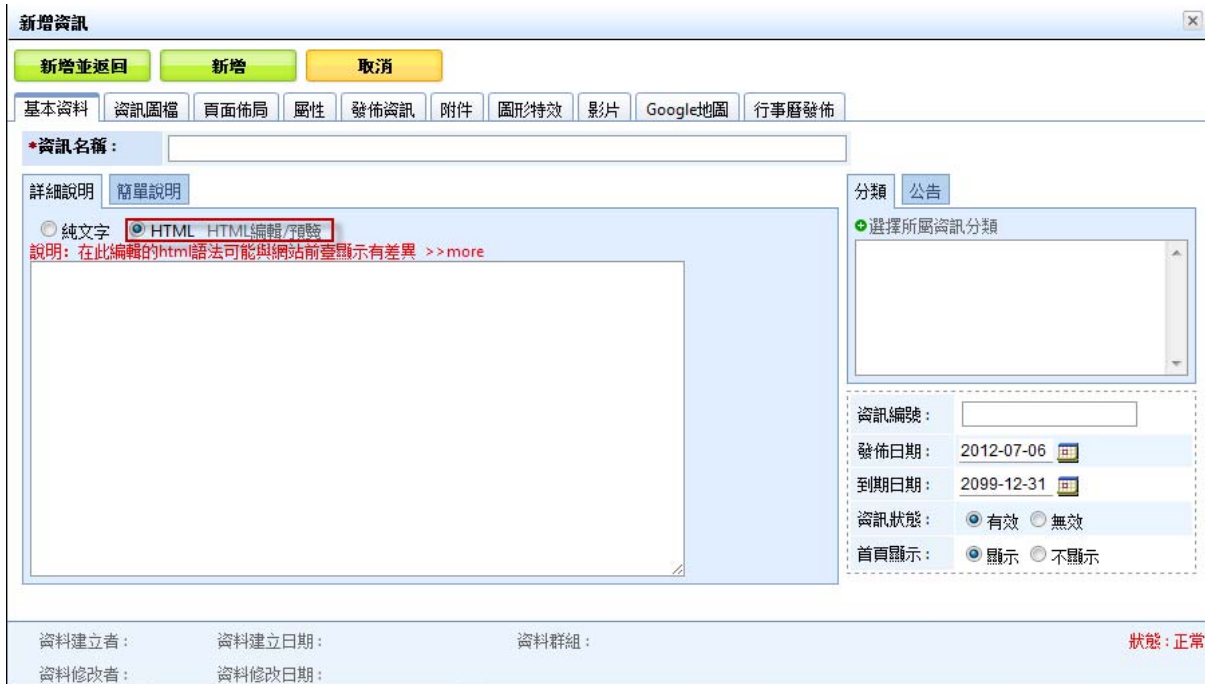 新增資訊
新增並返回 新增 取消
基本資料 資訊圖檔 頁面佈局 屬性 發佈資訊 附件 圖形特效 影片 Google地圖 行事曆發佈
*資訊名稱：
詳細說明 簡單說明
純文字 HTML HTML編輯/預覽
說明：在此編輯的html語法可能與網站前臺顯示有差異 >>more
分類 公告
選擇所屬資訊分類
資訊編號：
發佈日期： 2012-07-06
到期日期： 2099-12-31
資訊狀態： 有效 無效
首頁顯示： 顯示 不顯示
資料建立者： 資料建立日期： 資料群組： 狀態：正常
資料修改者： 資料修改日期：